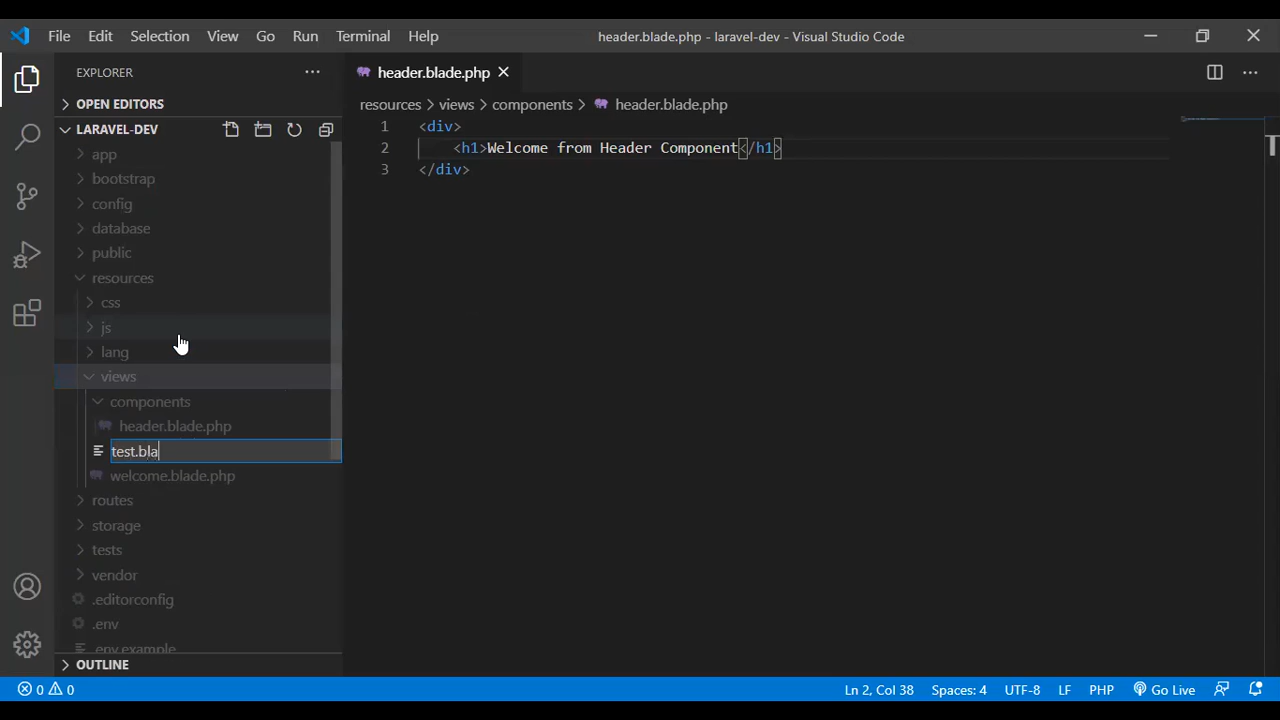 File Edit Selection View Go Run Terminal Help
header.blade.php - laravel-dev - Visual Studio Code
EXPLORER
header.blade.php
OPEN EDITORS
resources > views > components > header.blade.php
LARAVEL-DEV
1 <div>
2 <h1>Welcome from Header Component</h1>
3 </div>
app
bootstrap
config
database
public
resources
css
js
lang
views
components
header.blade.php
test.bla
welcome.blade.php
routes
storage
tests
vendor
.editorconfig
.env
.env.example
OUTLINE
0 0
Ln 2, Col 38 Spaces: 4 UTF-8 LF PHP Go Live